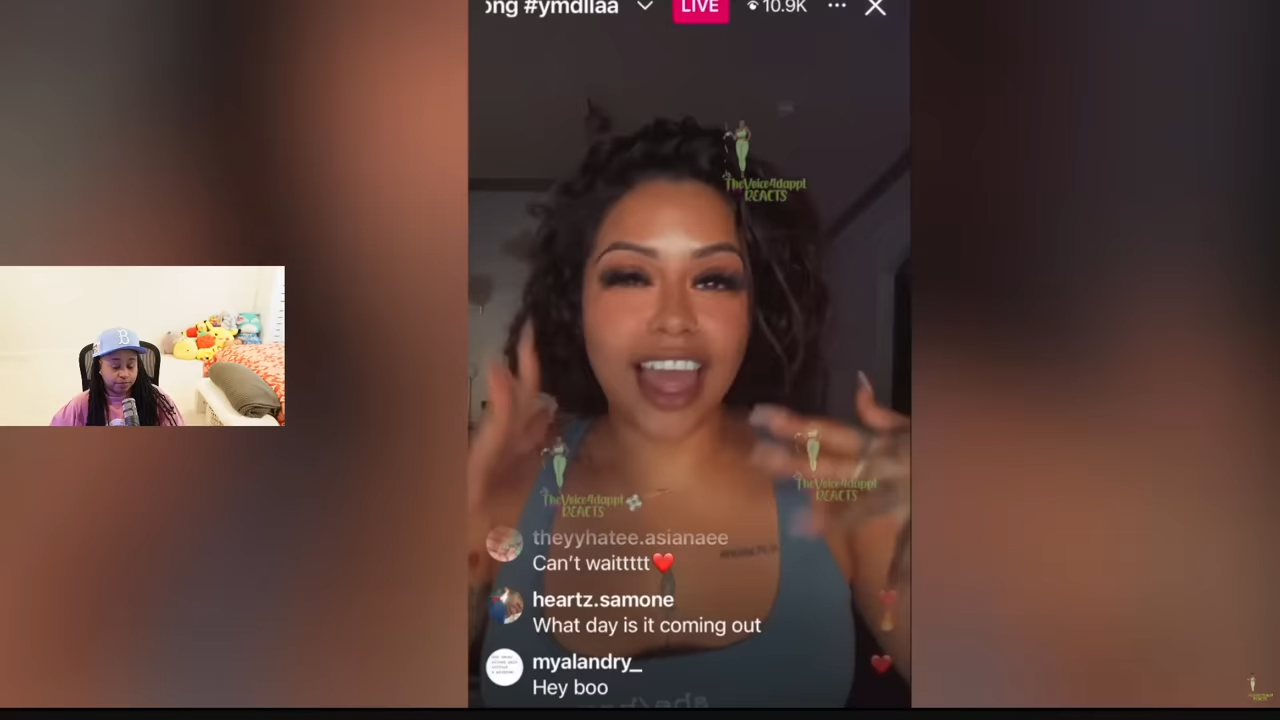 ong #ymdllaa
LIVE
10.9K
TheVoice4dappl
REACTS
TheVoice4dappl
REACTS
TheVoice4dappl
REACTS
theyyhatee.asianaee
Can't waittttt❤️
heartz.samone
What day is it coming out
myalandry_
Hey boo
B